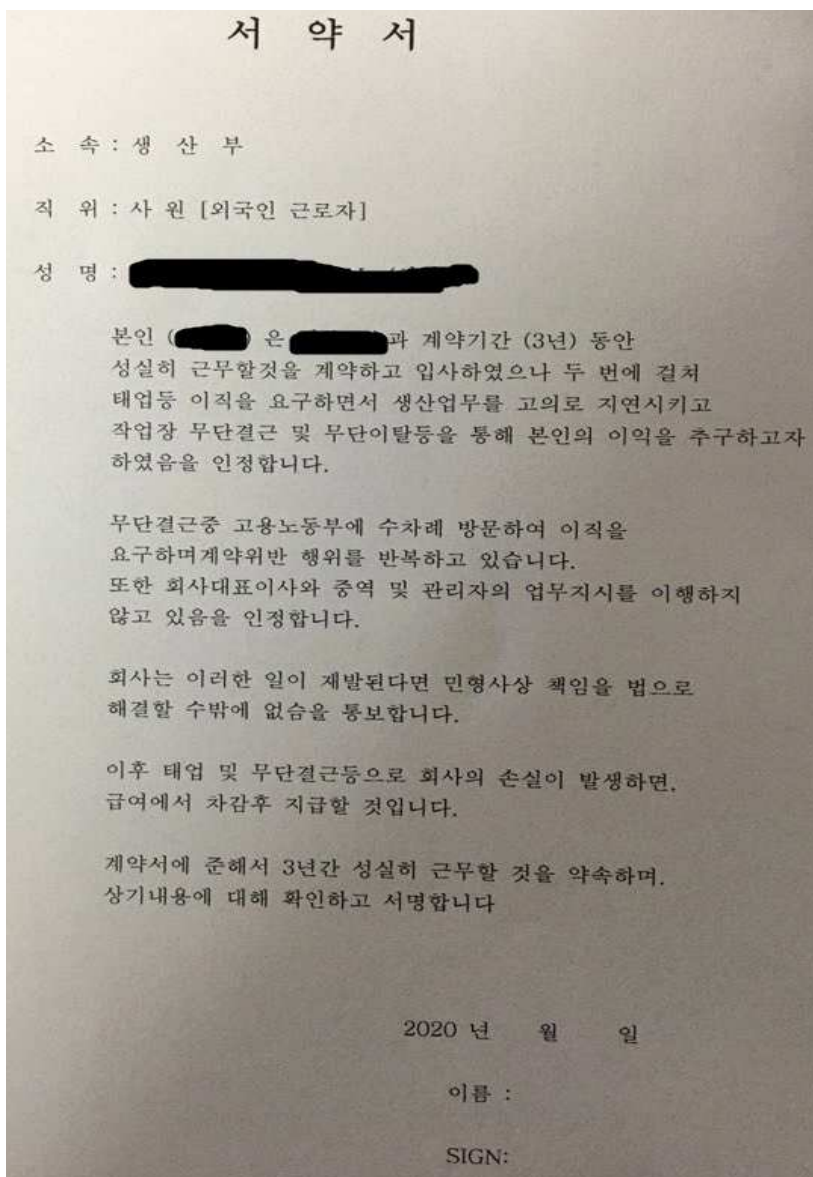 서 약 서
소 속 : 생 산 부
직 위 : 사 원 [외국인 근로자]
성 명 :
본인 ( ) 은 과 계약기간 (3년) 동안
성실히 근무할것을 계약하고 입사하였으나 두 번에 걸쳐
태업등 이직을 요구하면서 생산업무를 고의로 지연시키고
작업장 무단결근 및 무단이탈등을 통해 본인의 이익을 추구하고자
하였음을 인정합니다.
무단결근중 고용노동부에 수차례 방문하여 이직을
요구하며계약위반 행위를 반복하고 있습니다.
또한 회사대표이사와 중역 및 관리자의 업무지시를 이행하지
않고 있음을 인정합니다.
회사는 이러한 일이 재발된다면 민형사상 책임을 법으로
해결할 수밖에 없슴을 통보합니다.
이후 태업 및 무단결근등으로 회사의 손실이 발생하면,
급여에서 차감후 지급할 것입니다.
계약서에 준해서 3년간 성실히 근무할 것을 약속하며,
상기내용에 대해 확인하고 서명합니다
2020 년 월 일
이름 :
SIGN: